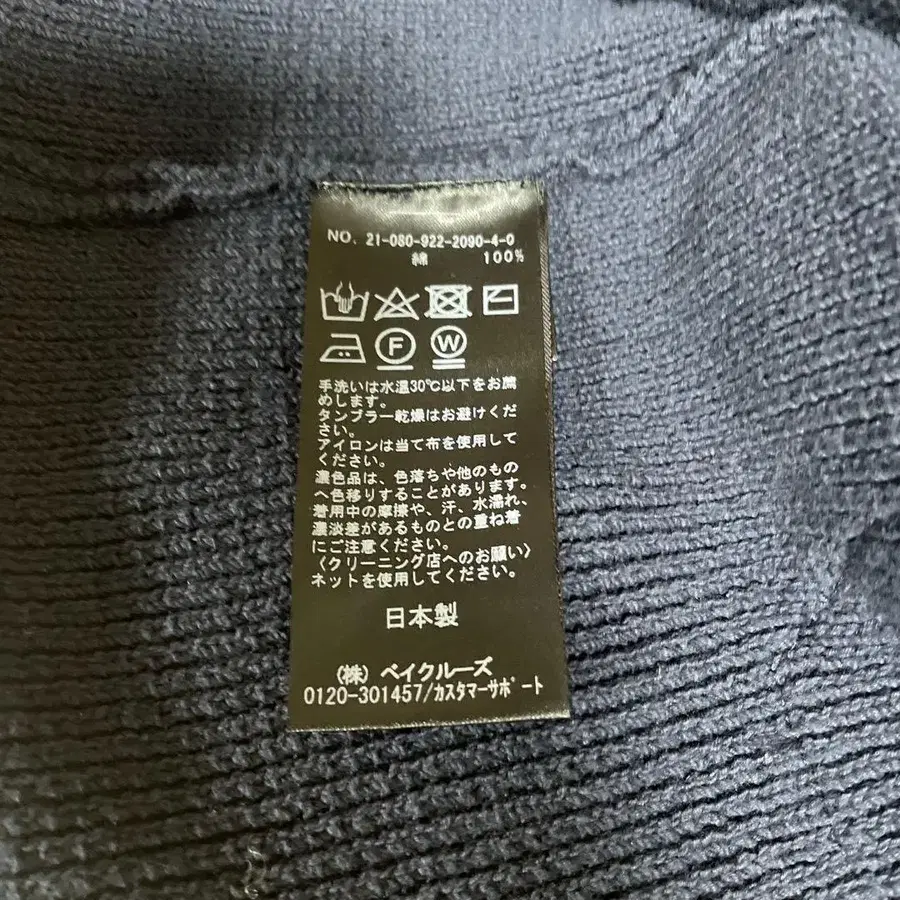 NO. 21-080-922-2090-4-0
綿 100%
F W
手洗いは水温30℃以下をお薦
めします。
タンブラー乾燥はお避けくだ
さい。
アイロンは当て布を使用して
ください。
濃色品は、色落ちや他のもの
へ色移りすることがあります。
着用中の摩擦や、汗、水濡れ、
濃淡差があるものとの重ね着
にご注意ください。
〈クリーニング店へのお願い〉
ネットを使用してください。
日本製
(株) ベイクルーズ
0120-301457/カスタマーサポート